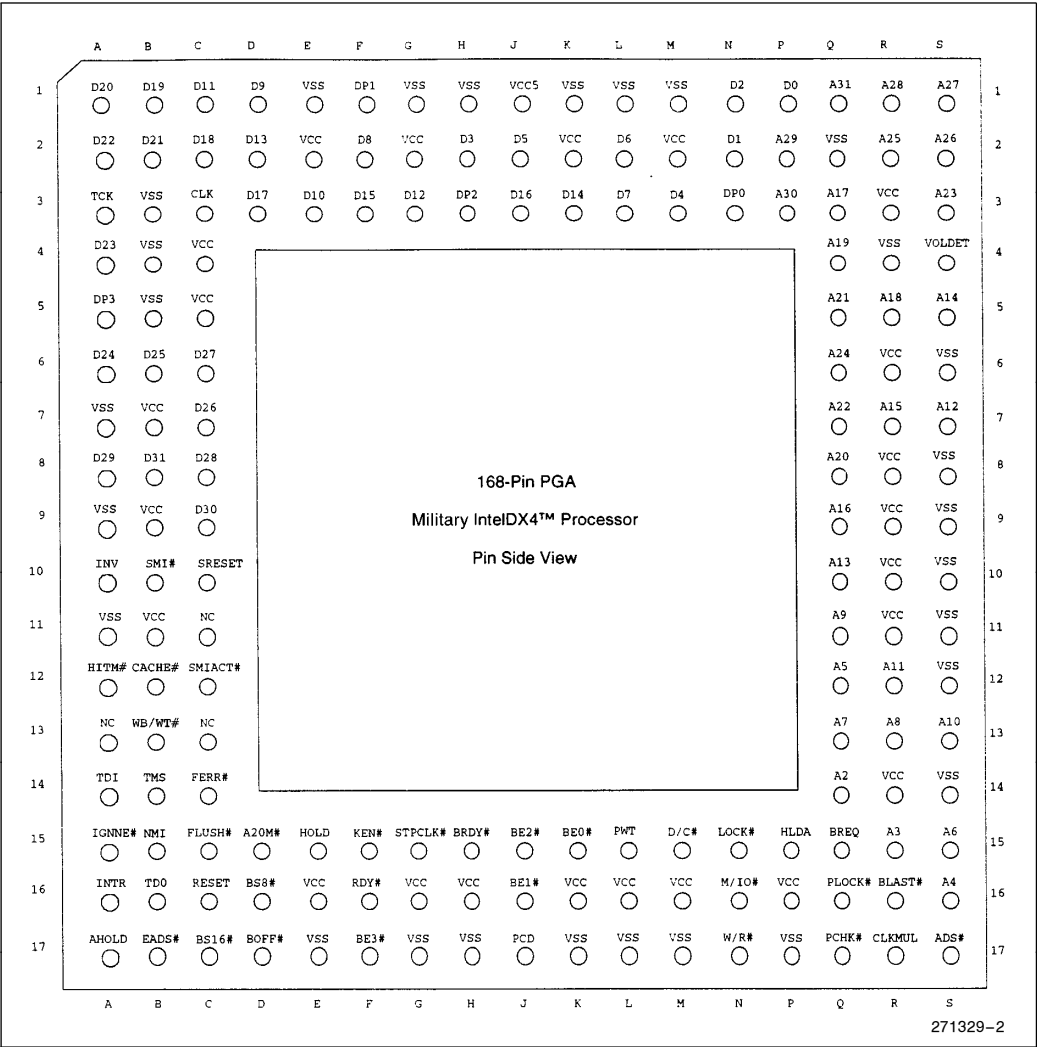 A B C D E F G H J K L M N P Q R S
D20 D19 D11 D9 VSS DP1 VSS VSS VCC5 VSS VSS VSS D2 D0 A31 A28 A27
1 1
D22 D21 D18 D13 VCC D8 VCC D3 D5 VCC D6 VCC D1 A29 VSS A25 A26
2 2
TCK VSS CLK D17 D10 D15 D12 DP2 D16 D14 D7 D4 DP0 A30 A17 VCC A23
3 3
D23 VSS VCC A19 VSS VOLDET
4 4
DP3 VSS VCC A21 A18 A14
5 5
D24 D25 D27 A24 VCC VSS
6 6
VSS VCC D26 A22 A15 A12
7 7
D29 D31 D28 A20 VCC VSS
8 8
168-Pin PGA
VSS VCC D30 A16 VCC VSS
9 9
Military IntelDX4™ Processor
Pin Side View
INV SMI# SRESET A13 VCC VSS
10 10
VSS VCC NC A9 VCC VSS
11 11
HITM# CACHE# SMIACT# A5 A11 VSS
12 12
NC WB/WT# NC A7 A8 A10
13 13
TDI TMS FERR# A2 VCC VSS
14 14
IGNNE# NMI FLUSH# A20M# HOLD KEN# STPCLK# BRDY# BE2# BE0# PWT D/C# LOCK# HLDA BREQ A3 A6
15 15
INTR TDO RESET BS8# VCC RDY# VCC VCC BE1# VCC VCC VCC M/IO# VCC PLOCK# BLAST# A4
16 16
AHOLD EADS# BS16# BOFF# VSS BE3# VSS VSS PCD VSS VSS VSS W/R# VSS PCHK# CLKMUL ADS#
17 17
A B C D E F G H J K L M N P Q R S
271329–2